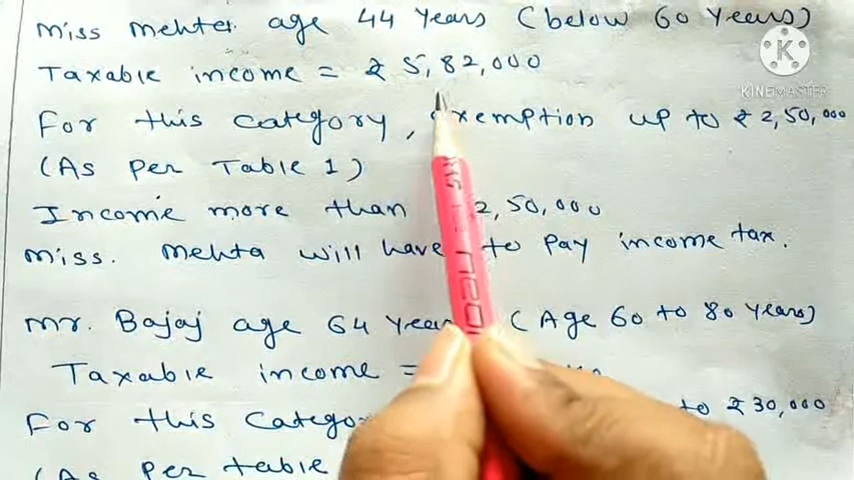 Miss Mehta age 44 years (below 60 years)
KINEMASTER
Taxable income = ₹ 5,82,000
For this category, exemption up to ₹ 2,50,000
(As per Table 1)
Income more than 2,50,000
Miss. Mehta will have to pay income tax.
Mr. Bajaj age 64 years (Age 60 to 80 years)
Taxable income =
For this to ₹ 30,000
(As per table